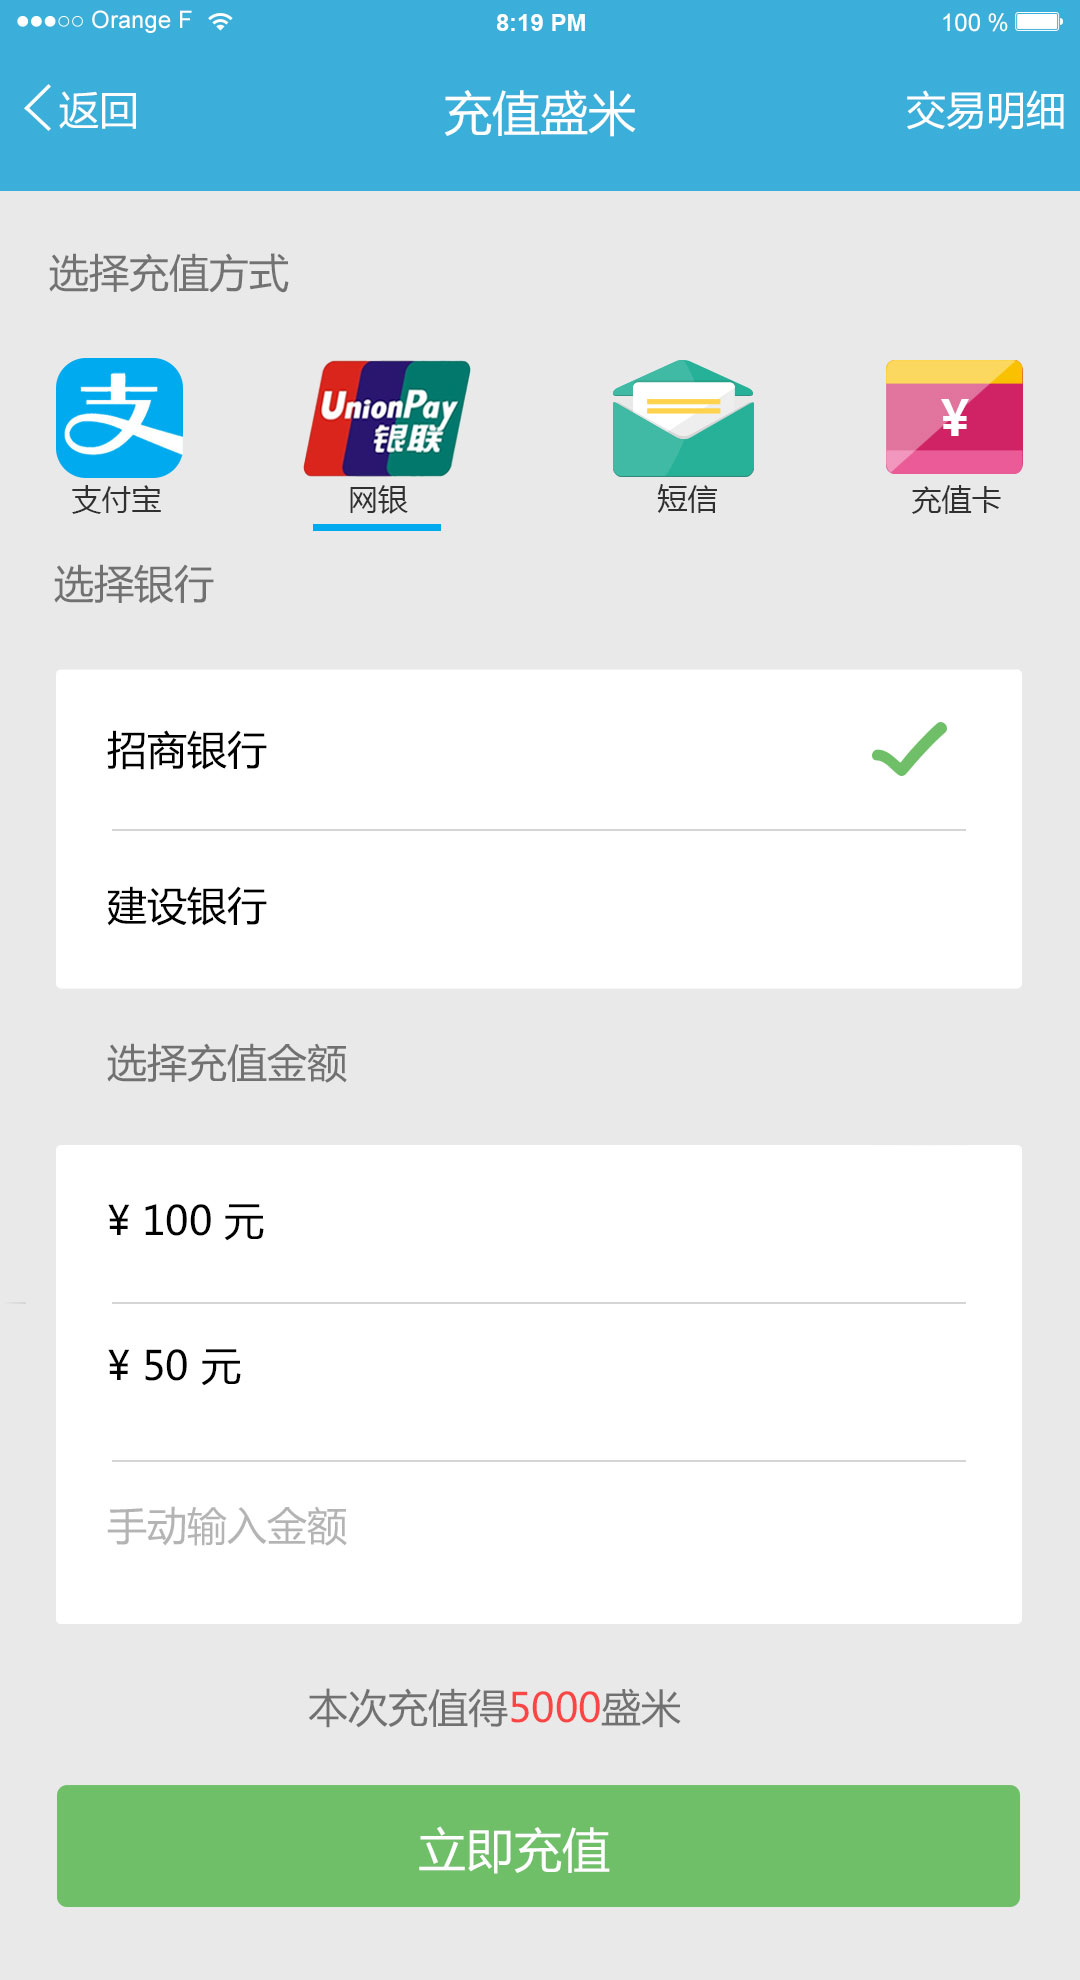 Orange F 8:19 PM 100 %
返回 充值盛米 交易明细
选择充值方式
支 UnionPay ¥
银联
支付宝 网银 短信 充值卡
选择银行
招商银行
建设银行
选择充值金额
¥ 100 元
¥ 50 元
手动输入金额
本次充值得5000盛米
立即充值